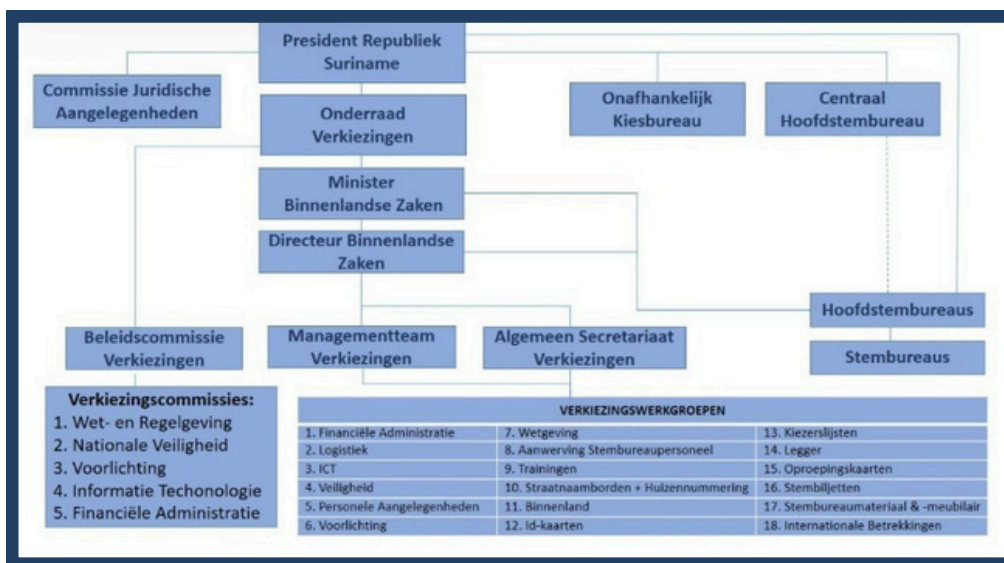 President Republiek
Suriname
Commissie Juridische
Aangelegenheden
Onderraad
Verkiezingen
Onafhankelijk
Kiesbureau
Centraal
Hoofdstembureau
Minister
Binnenlandse Zaken
Directeur Binnenlandse
Zaken
Hoofdstembureaus
Stembureaus
Beleidscommissie
Verkiezingen
Managementteam
Verkiezingen
Algemeen Secretariaat
Verkiezingen
Verkiezingscommissies:
1. Wet- en Regelgeving
2. Nationale Veiligheid
3. Voorlichting
4. Informatie Techonologie
5. Financiële Administratie
VERKIEZINGSWERKGROEPEN
1. Financiële Administratie
2. Logistiek
3. ICT
4. Veiligheid
5. Personele Aangelegenheden
6. Voorlichting
7. Wetgeving
8. Aanwerving Stembureaupersoneel
9. Trainingen
10. Straatnaamborden + Huizennummering
11. Binnenland
12. Id-kaarten
13. Kiezerslijsten
14. Legger
15. Oproepingskaarten
16. Stembiljetten
17. Stembureaumateriaal & -meubilair
18. Internationale Betrekkingen